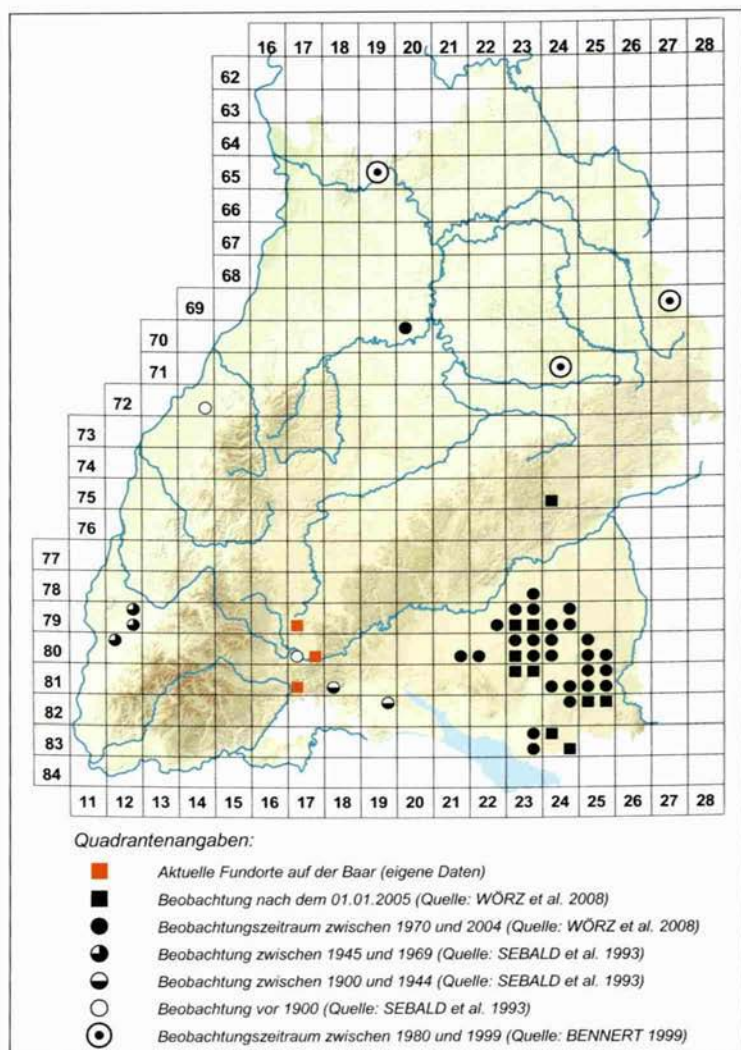 16 17 18 19 20 21 22 23 24 25 26 27 28
62
63
64
65
66
67
68
69
70
71
72
73
74
75
76
77
78
79
80
81
82
83
84
11 12 13 14 15 16 17 18 19 20 21 22 23 24 25 26 27 28
Quadrantenangaben:
Aktuelle Fundorte auf der Baar (eigene Daten)
Beobachtung nach dem 01.01.2005 (Quelle: WÖRZ et al. 2008)
Beobachtungszeitraum zwischen 1970 und 2004 (Quelle: WÖRZ et al. 2008)
Beobachtung zwischen 1945 und 1969 (Quelle: SEBALD et al. 1993)
Beobachtung zwischen 1900 und 1944 (Quelle: SEBALD et al. 1993)
Beobachtung vor 1900 (Quelle: SEBALD et al. 1993)
Beobachtungszeitraum zwischen 1980 und 1999 (Quelle: BENNERT 1999)